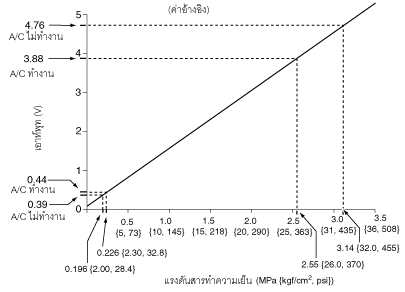 (ค่าอ้างอิง)
5
4.76
A/C ไม่ทำงาน
4
3.88
A/C ทำงาน
3
เอาท์พุท (V)
2
1
0.44
A/C ทำงาน
0.39
A/C ไม่ทำงาน
0
0 0.5 1.0 1.5 2.0 2.5 3.0 3.5
{5, 73} {10, 145} {15, 218} {20, 290} {25, 363} {31, 435} {36, 508}
0.226 {2.30, 32.8}
3.14 {32.0, 455}
0.196 {2.00, 28.4}
2.55 {26.0, 370}
แรงดันสารทำความเย็น (MPa {kgf/cm², psi})